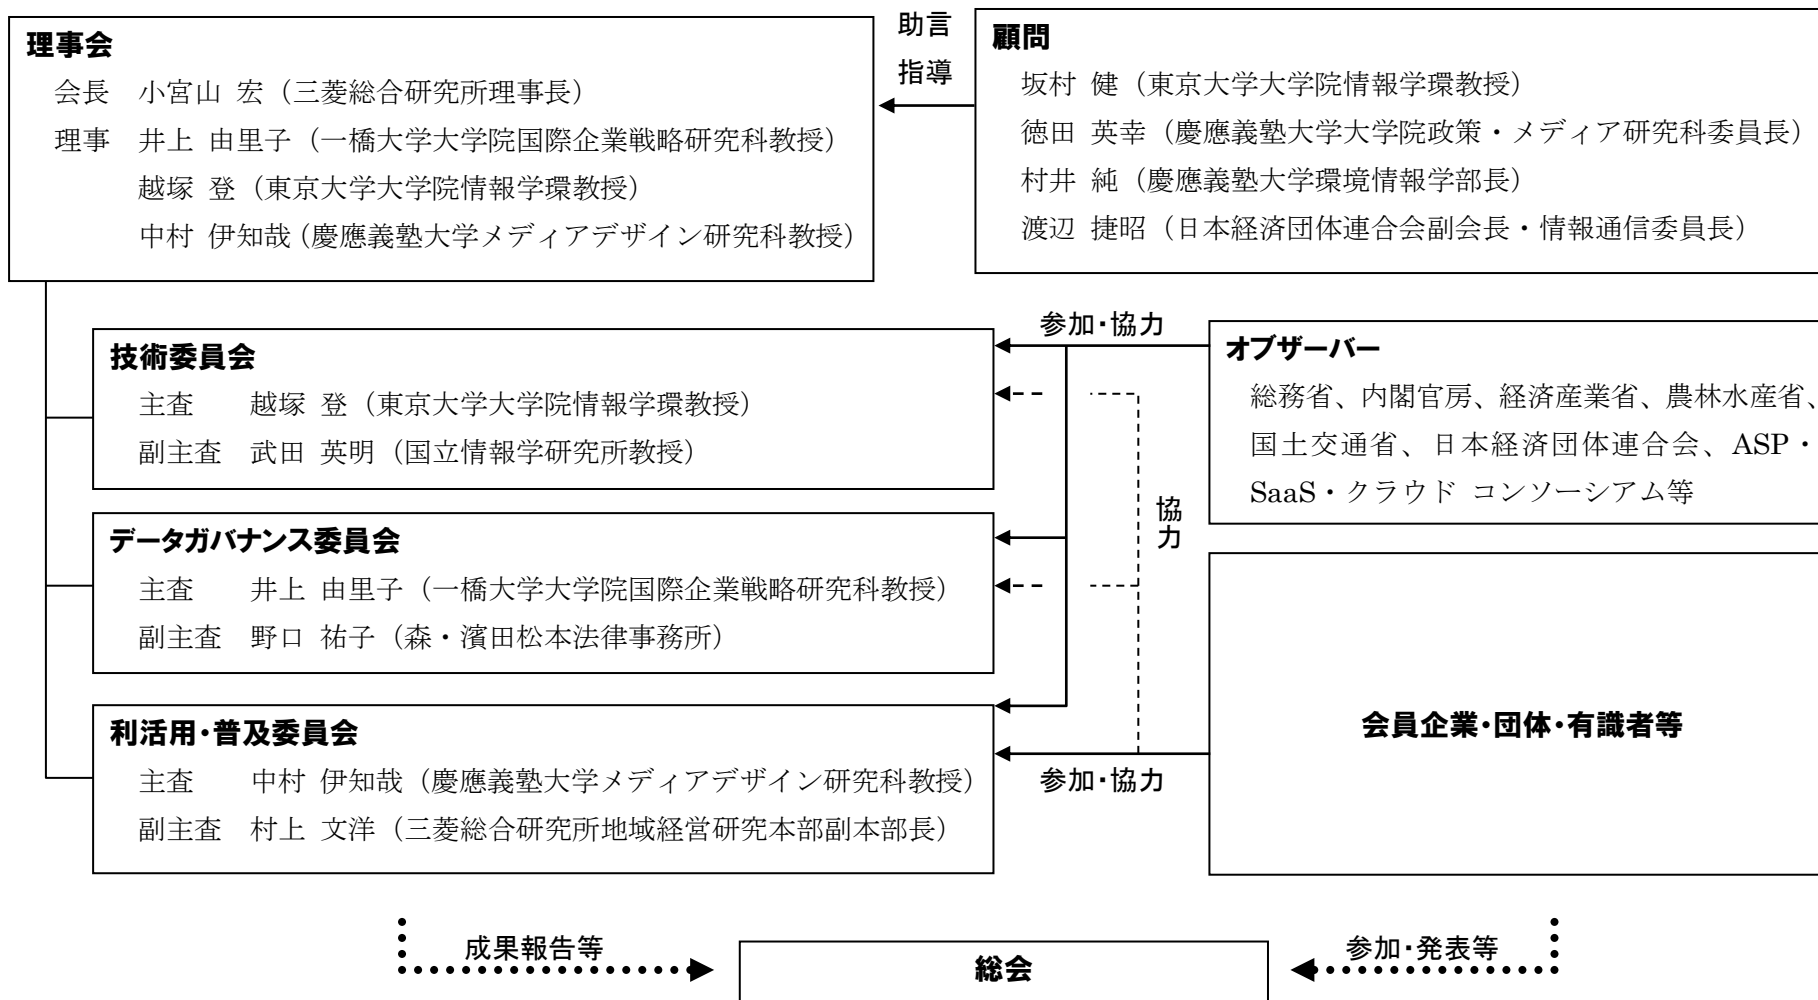 理事会
会長 小宮山 宏（三菱総合研究所理事長）
理事 井上 由里子（一橋大学大学院国際企業戦略研究科教授）
越塚 登（東京大学大学院情報学環教授）
中村 伊知哉（慶應義塾大学メディアデザイン研究科教授）
助言
指導
顧問
坂村 健（東京大学大学院情報学環教授）
徳田 英幸（慶應義塾大学大学院政策・メディア研究科委員長）
村井 純（慶應義塾大学環境情報学部長）
渡辺 捷昭（日本経済団体連合会副会長・情報通信委員長）
技術委員会
主査 越塚 登（東京大学大学院情報学環教授）
副主査 武田 英明（国立情報学研究所教授）
データガバナンス委員会
主査 井上 由里子（一橋大学大学院国際企業戦略研究科教授）
副主査 野口 祐子（森・濱田松本法律事務所）
利活用・普及委員会
主査 中村 伊知哉（慶應義塾大学メディアデザイン研究科教授）
副主査 村上 文洋（三菱総合研究所地域経営研究本部副本部長）
参加・協力
協力
参加・協力
オブザーバー
総務省、内閣官房、経済産業省、農林水産省、
国土交通省、日本経済団体連合会、ASP・
SaaS・クラウド コンソーシアム等
会員企業・団体・有識者等
成果報告等
総会
参加・発表等